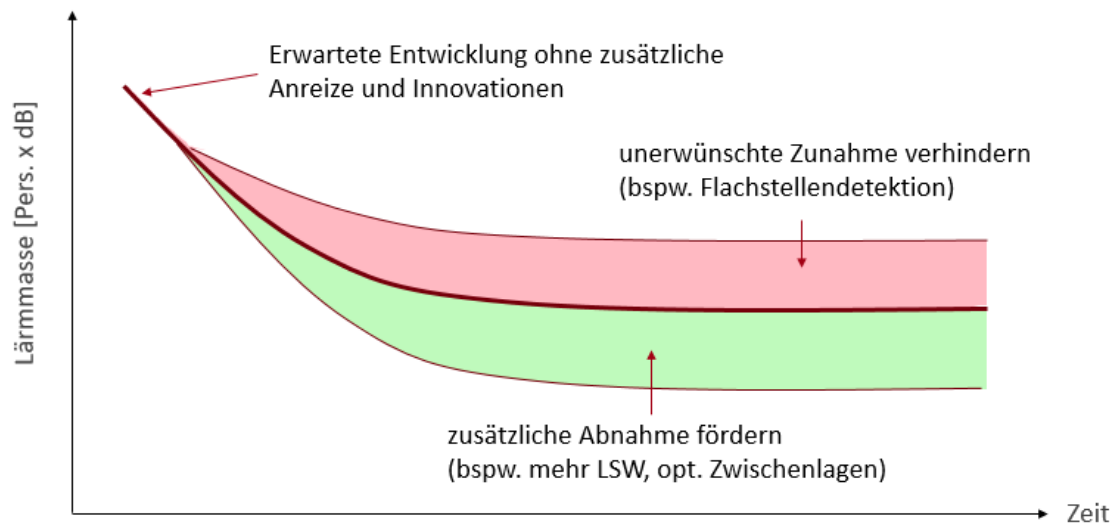 Erwartete Entwicklung ohne zusätzliche
Anreize und Innovationen
Lärmmasse [Pers. x dB]
unerwünschte Zunahme verhindern
(bspw. Flachstellendetektion)
zusätzliche Abnahme fördern
(bspw. mehr LSW, opt. Zwischenlagen)
Zeit